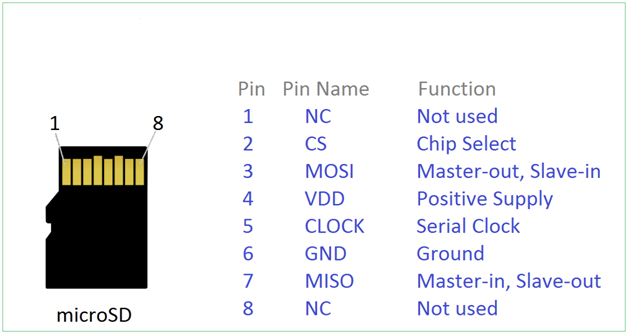 Pin Pin Name Function
1 NC Not used
2 CS Chip Select
3 MOSI Master-out, Slave-in
4 VDD Positive Supply
5 CLOCK Serial Clock
6 GND Ground
7 MISO Master-in, Slave-out
8 NC Not used
1 8
microSD